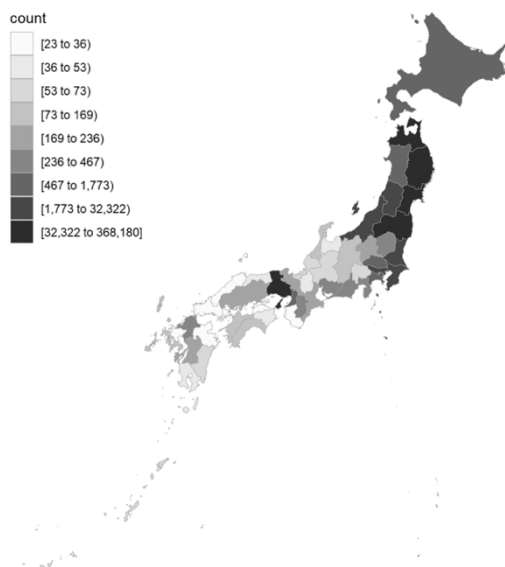 count
[23 to 36)
[36 to 53)
[53 to 73)
[73 to 169)
[169 to 236)
[236 to 467)
[467 to 1,773)
[1,773 to 32,322)
[32,322 to 368,180]